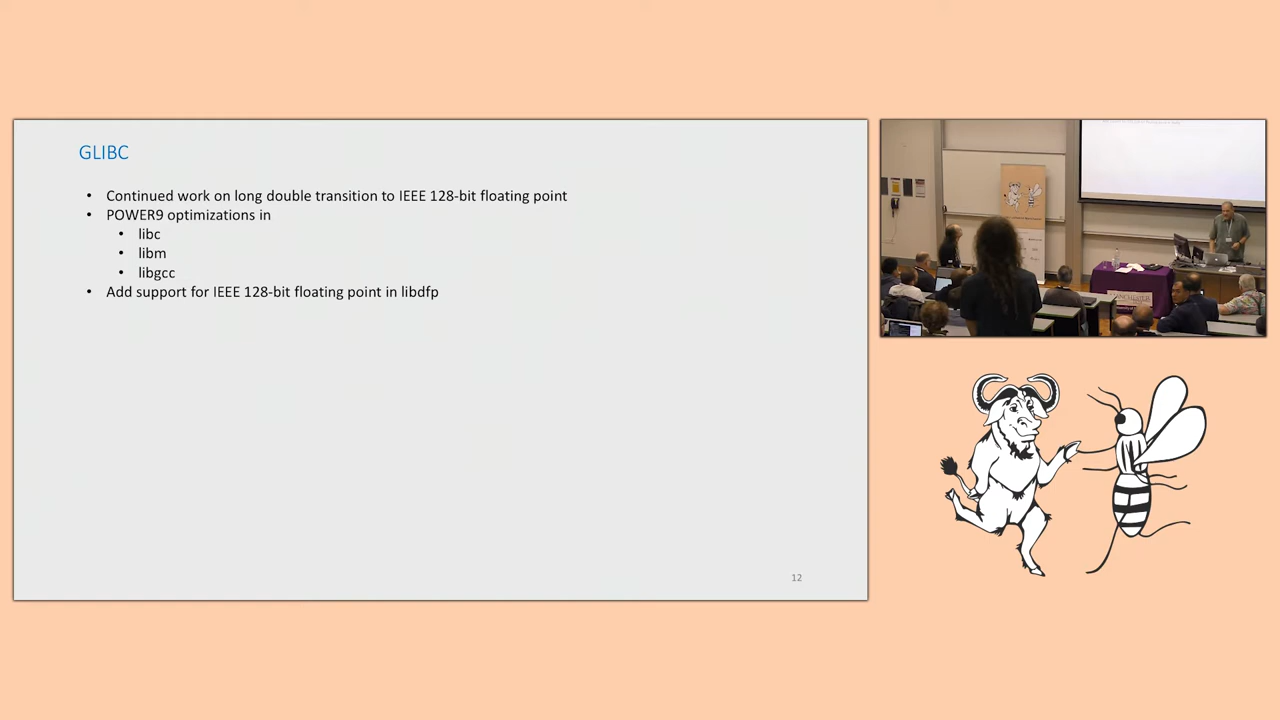 GLIBC
• Continued work on long double transition to IEEE 128-bit floating point
• POWER9 optimizations in
• libc
• libm
• libgcc
• Add support for IEEE 128-bit floating point in libdfp
12